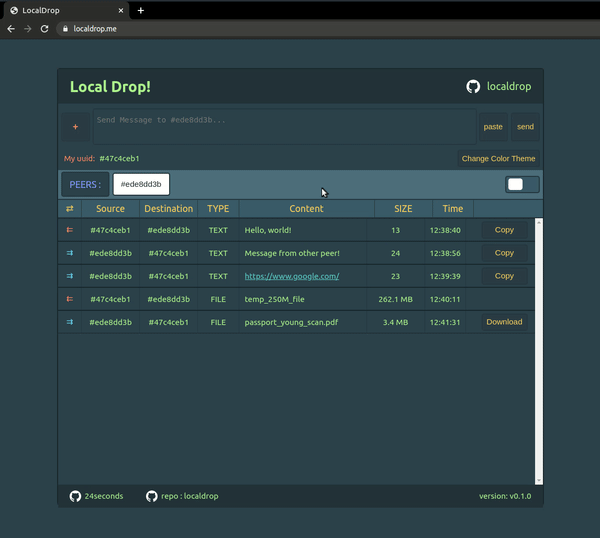 LocalDrop
localdrop.me
Local Drop!
localdrop
+
Send Message to #ede8dd3b...
paste
send
My uuid: #47c4ceb1
Change Color Theme
PEERS :
#ede8dd3b
⇄ Source Destination TYPE Content SIZE Time
⇇ #47c4ceb1 #ede8dd3b TEXT Hello, world! 13 12:38:40 Copy
⇉ #ede8dd3b #47c4ceb1 TEXT Message from other peer! 24 12:38:56 Copy
⇉ #ede8dd3b #47c4ceb1 TEXT https://www.google.com/ 23 12:39:39 Copy
⇇ #47c4ceb1 #ede8dd3b FILE temp_250M_file 262.1 MB 12:40:11
⇉ #ede8dd3b #47c4ceb1 FILE passport_young_scan.pdf 3.4 MB 12:41:31 Download
24seconds
repo : localdrop
version: v0.1.0